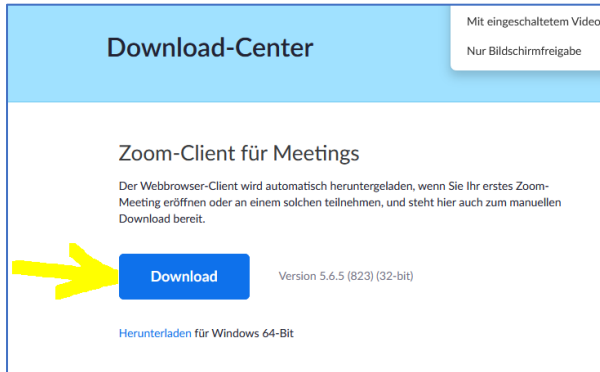 Mit eingeschaltetem Video
Download-Center
Nur Bildschirmfreigabe
Zoom-Client für Meetings
Der Webbrowser-Client wird automatisch heruntergeladen, wenn Sie Ihr erstes Zoom-
Meeting eröffnen oder an einem solchen teilnehmen, und steht hier auch zum manuellen
Download bereit.
Download
Version 5.6.5 (823) (32-bit)
Herunterladen für Windows 64-Bit